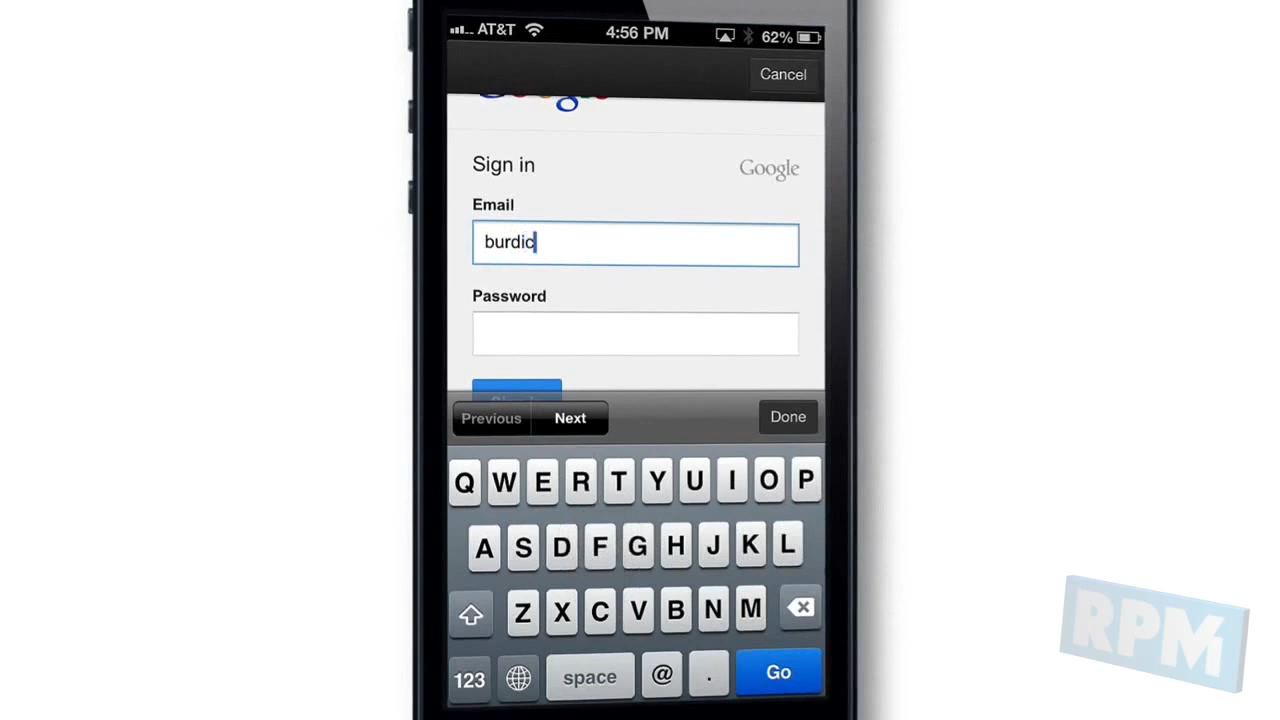 AT&T 4:56 PM 62%
Cancel
Google
Sign in Google
Email
burdic
Password
Previous Next Done
Q W E R T Y U I O P
A S D F G H J K L
Z X C V B N M
123 space @ . Go
RPM